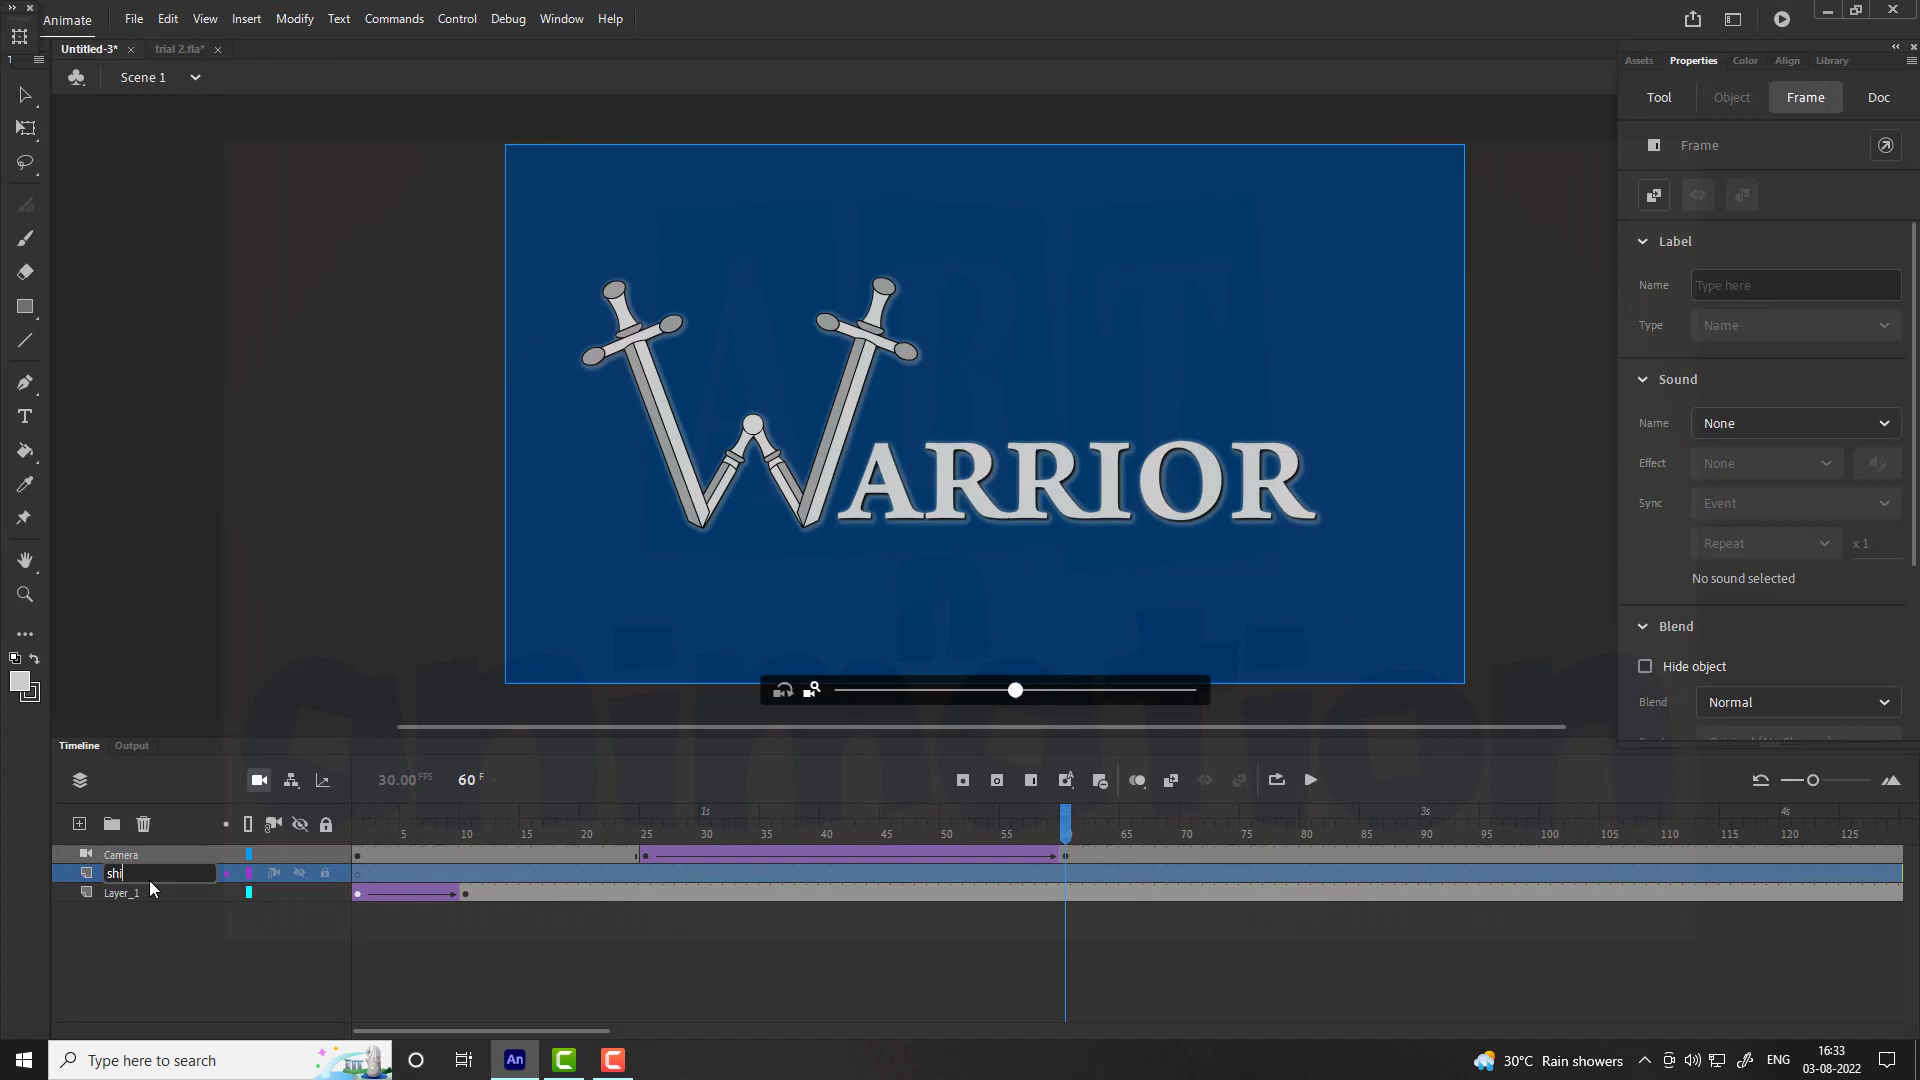 Animate File Edit View Insert Modify Text Commands Control Debug Window Help
Untitled-3* trial 2.fla*
Scene 1
Assets Properties Color Align Library
Tool Object Frame Doc
Frame
Label
Name Type here
Type Name
Sound
Name None
Effect None
Sync Event
Repeat x 1
No sound selected
Blend
Hide object
Blend Normal
ART
n
animation
WARRIOR
Timeline Output
30.00 FPS 60 F
1s 2s 3s 4s
5 10 15 20 25 30 35 40 45 50 55 60 65 70 75 80 85 90 95 100 105 110 115 120 125
Camera
shi
Layer_1
Type here to search
An
30°C Rain showers
ENG
16:33
03-08-2022